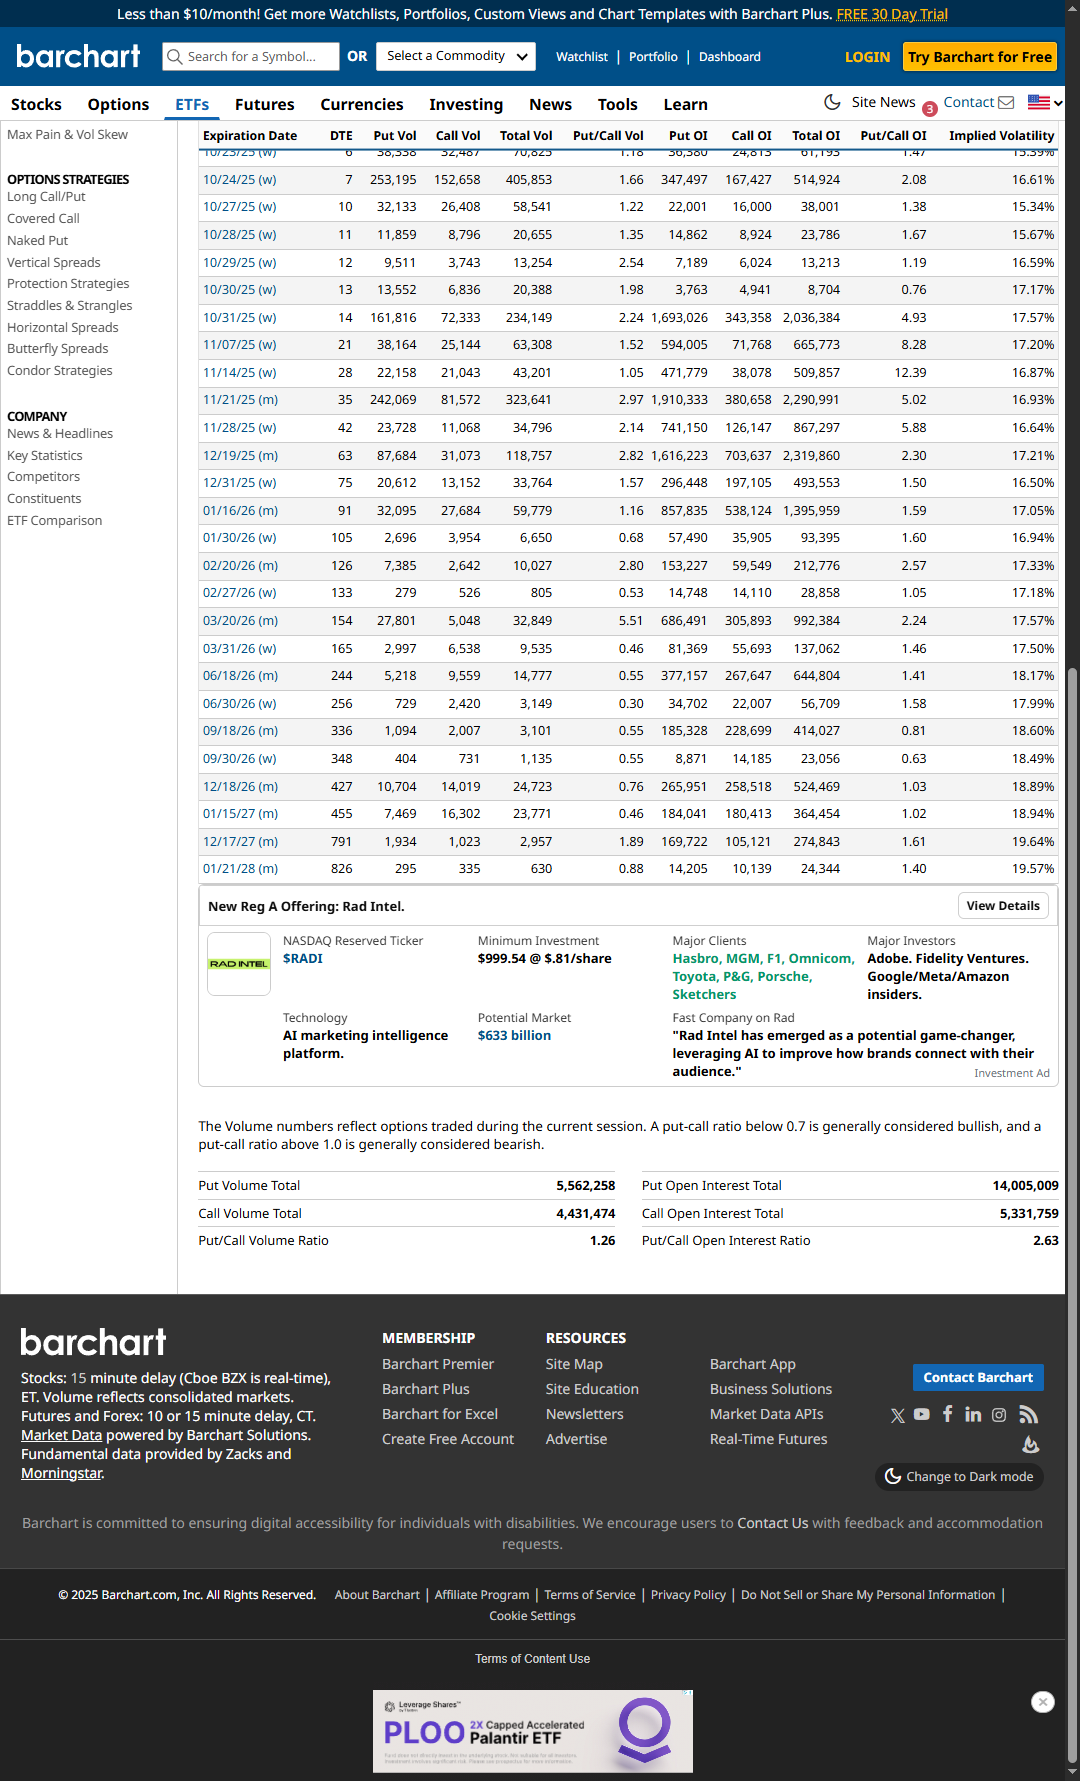 Less than $10/month! Get more Watchlists, Portfolios, Custom Views and Chart Templates with Barchart Plus. FREE 30 Day Trial
barchart Search for a Symbol... OR Select a Commodity Watchlist | Portfolio | Dashboard LOGIN Try Barchart for Free
Stocks Options ETFs Futures Currencies Investing News Tools Learn Site News 3 Contact
Max Pain & Vol Skew
OPTIONS STRATEGIES
Long Call/Put
Covered Call
Naked Put
Vertical Spreads
Protection Strategies
Straddles & Strangles
Horizontal Spreads
Butterfly Spreads
Condor Strategies
COMPANY
News & Headlines
Key Statistics
Competitors
Constituents
ETF Comparison
Expiration Date DTE Put Vol Call Vol Total Vol Put/Call Vol Put OI Call OI Total OI Put/Call OI Implied Volatility
10/23/25 (w) 6 38,338 32,487 70,825 1.18 36,380 24,813 61,193 1.47 15.39%
10/24/25 (w) 7 253,195 152,658 405,853 1.66 347,497 167,427 514,924 2.08 16.61%
10/27/25 (w) 10 32,133 26,408 58,541 1.22 22,001 16,000 38,001 1.38 15.34%
10/28/25 (w) 11 11,859 8,796 20,655 1.35 14,862 8,924 23,786 1.67 15.67%
10/29/25 (w) 12 9,511 3,743 13,254 2.54 7,189 6,024 13,213 1.19 16.59%
10/30/25 (w) 13 13,552 6,836 20,388 1.98 3,763 4,941 8,704 0.76 17.17%
10/31/25 (w) 14 161,816 72,333 234,149 2.24 1,693,026 343,358 2,036,384 4.93 17.57%
11/07/25 (w) 21 38,164 25,144 63,308 1.52 594,005 71,768 665,773 8.28 17.20%
11/14/25 (w) 28 22,158 21,043 43,201 1.05 471,779 38,078 509,857 12.39 16.87%
11/21/25 (m) 35 242,069 81,572 323,641 2.97 1,910,333 380,658 2,290,991 5.02 16.93%
11/28/25 (w) 42 23,728 11,068 34,796 2.14 741,150 126,147 867,297 5.88 16.64%
12/19/25 (m) 63 87,684 31,073 118,757 2.82 1,616,223 703,637 2,319,860 2.30 17.21%
12/31/25 (w) 75 20,612 13,152 33,764 1.57 296,448 197,105 493,553 1.50 16.50%
01/16/26 (m) 91 32,095 27,684 59,779 1.16 857,835 538,124 1,395,959 1.59 17.05%
01/30/26 (w) 105 2,696 3,954 6,650 0.68 57,490 35,905 93,395 1.60 16.94%
02/20/26 (m) 126 7,385 2,642 10,027 2.80 153,227 59,549 212,776 2.57 17.33%
02/27/26 (w) 133 279 526 805 0.53 14,748 14,110 28,858 1.05 17.18%
03/20/26 (m) 154 27,801 5,048 32,849 5.51 686,491 305,893 992,384 2.24 17.57%
03/31/26 (w) 165 2,997 6,538 9,535 0.46 81,369 55,693 137,062 1.46 17.50%
06/18/26 (m) 244 5,218 9,559 14,777 0.55 377,157 267,647 644,804 1.41 18.17%
06/30/26 (w) 256 729 2,420 3,149 0.30 34,702 22,007 56,709 1.58 17.99%
09/18/26 (m) 336 1,094 2,007 3,101 0.55 185,328 228,699 414,027 0.81 18.60%
09/30/26 (w) 348 404 731 1,135 0.55 8,871 14,185 23,056 0.63 18.49%
12/18/26 (m) 427 10,704 14,019 24,723 0.76 265,951 258,518 524,469 1.03 18.89%
01/15/27 (m) 455 7,469 16,302 23,771 0.46 184,041 180,413 364,454 1.02 18.94%
12/17/27 (m) 791 1,934 1,023 2,957 1.89 169,722 105,121 274,843 1.61 19.64%
01/21/28 (m) 826 295 335 630 0.88 14,205 10,139 24,344 1.40 19.57%
New Reg A Offering: Rad Intel. View Details
RAD INTEL
NASDAQ Reserved Ticker
$RADI
Minimum Investment
$999.54 @ $.81/share
Major Clients
Hasbro, MGM, F1, Omnicom,
Toyota, P&G, Porsche,
Sketchers
Major Investors
Adobe. Fidelity Ventures.
Google/Meta/Amazon
insiders.
Technology
AI marketing intelligence
platform.
Potential Market
$633 billion
Fast Company on Rad
"Rad Intel has emerged as a potential game-changer,
leveraging AI to improve how brands connect with their
audience."
Investment Ad
The Volume numbers reflect options traded during the current session. A put-call ratio below 0.7 is generally considered bullish, and a
put-call ratio above 1.0 is generally considered bearish.
Put Volume Total 5,562,258
Call Volume Total 4,431,474
Put/Call Volume Ratio 1.26
Put Open Interest Total 14,005,009
Call Open Interest Total 5,331,759
Put/Call Open Interest Ratio 2.63
barchart
Stocks: 15 minute delay (Cboe BZX is real-time),
ET. Volume reflects consolidated markets.
Futures and Forex: 10 or 15 minute delay, CT.
Market Data powered by Barchart Solutions.
Fundamental data provided by Zacks and
Morningstar.
MEMBERSHIP
Barchart Premier
Barchart Plus
Barchart for Excel
Create Free Account
RESOURCES
Site Map
Site Education
Newsletters
Advertise
Barchart App
Business Solutions
Market Data APIs
Real-Time Futures
Contact Barchart
Change to Dark mode
Barchart is committed to ensuring digital accessibility for individuals with disabilities. We encourage users to Contact Us with feedback and accommodation
requests.
© 2025 Barchart.com, Inc. All Rights Reserved. About Barchart | Affiliate Program | Terms of Service | Privacy Policy | Do Not Sell or Share My Personal Information |
Cookie Settings
Terms of Content Use
Leverage Shares™
PLOO 2X Capped Accelerated
Palantir ETF